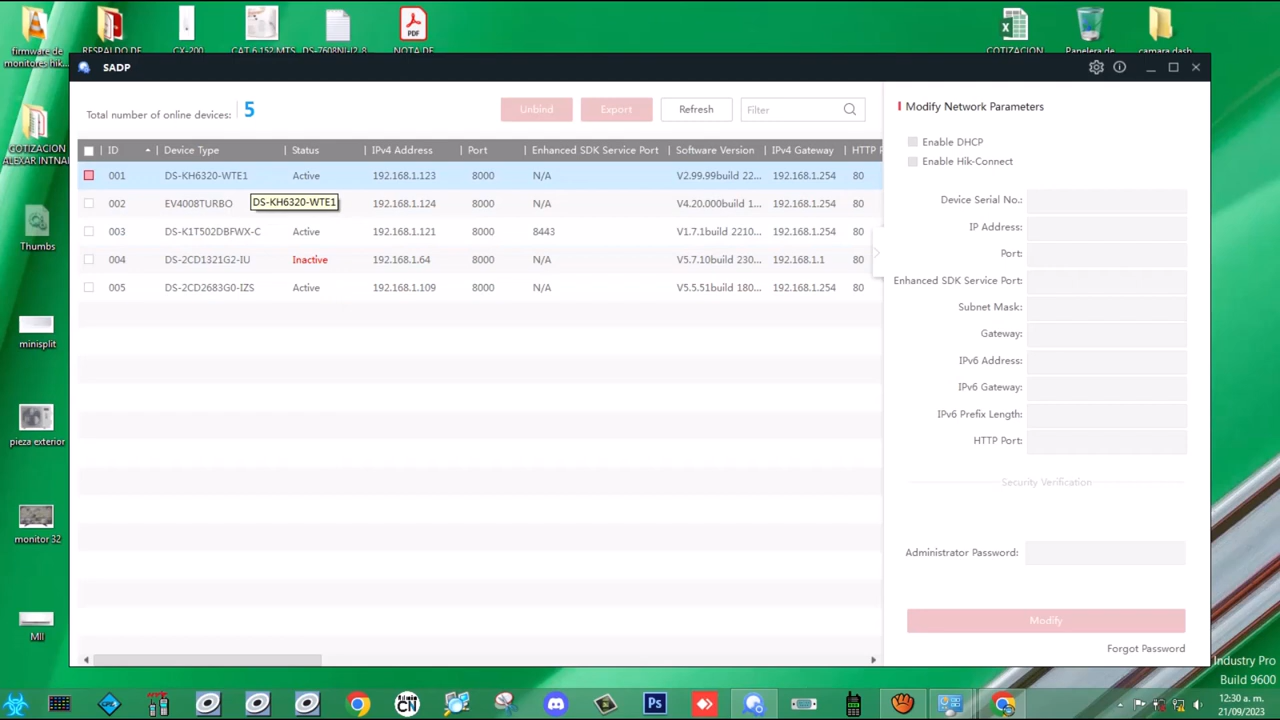 firmware de
monitores hik...
RESPALDO DE
CX-200
CAT 6 152 MTS
DS-7608NI-I2-8
NOTA DE
COTIZACION
Papelera de
camara dash
COTIZACION
ALEXAR INTNAL
Thumbs
minisplit
pieza exterior
monitor 32
MII
SADP
Total number of online devices: 5
Unbind
Export
Refresh
Filter
ID Device Type Status IPv4 Address Port Enhanced SDK Service Port Software Version IPv4 Gateway HTTP P
001 DS-KH6320-WTE1 Active 192.168.1.123 8000 N/A V2.99.99build 22... 192.168.1.254 80
DS-KH6320-WTE1
002 EV4008TURBO 192.168.1.124 8000 N/A V4.20.000build 1... 192.168.1.254 80
003 DS-K1T502DBFWX-C Active 192.168.1.121 8000 8443 V1.7.1build 2210... 192.168.1.254 80
004 DS-2CD1321G2-IU Inactive 192.168.1.64 8000 N/A V5.7.10build 230... 192.168.1.1 80
005 DS-2CD2683G0-IZS Active 192.168.1.109 8000 N/A V5.5.51build 180... 192.168.1.254 80
Modify Network Parameters
Enable DHCP
Enable Hik-Connect
Device Serial No.:
IP Address:
Port:
Enhanced SDK Service Port:
Subnet Mask:
Gateway:
IPv6 Address:
IPv6 Gateway:
IPv6 Prefix Length:
HTTP Port:
Security Verification
Administrator Password:
Modify
Forgot Password
Industry Pro
Build 9600
CN
Ps
12:30 a. m.
21/09/2023